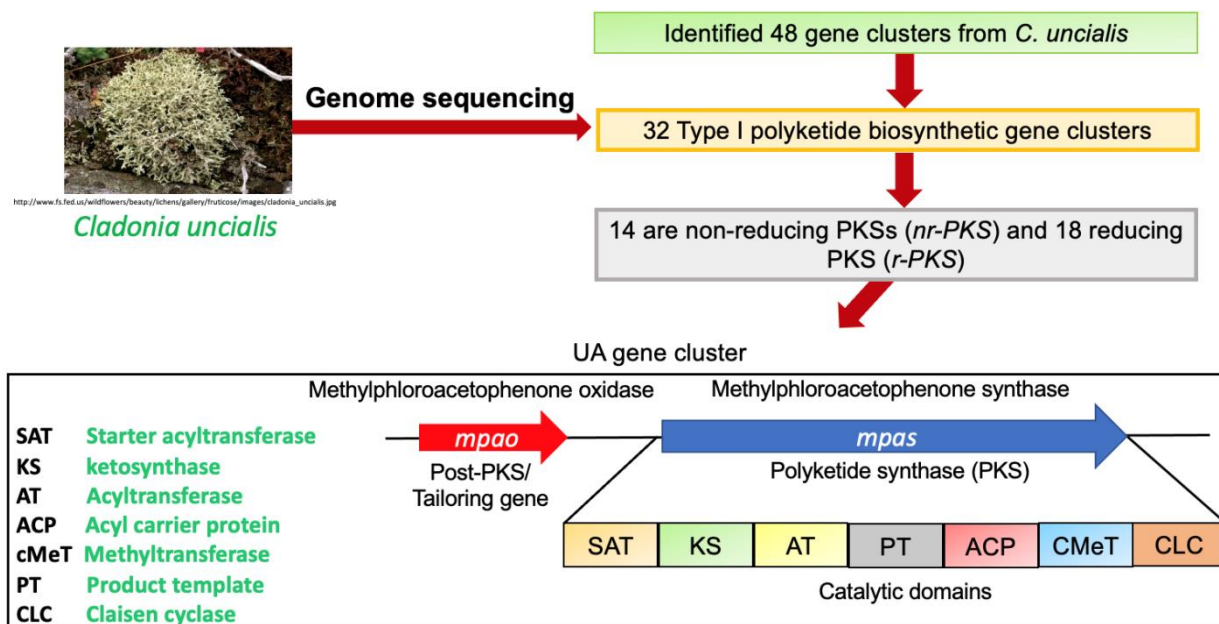 Identified 48 gene clusters from C. uncialis
Genome sequencing
32 Type I polyketide biosynthetic gene clusters
http://www.fs.fed.us/wildflowers/beauty/lichens/gallery/fruticose/images/cladonia_uncialis.jpg
Cladonia uncialis
14 are non-reducing PKSs (nr-PKS) and 18 reducing
PKS (r-PKS)
UA gene cluster
Methylphloroacetophenone oxidase
Methylphloroacetophenone synthase
SAT Starter acyltransferase
KS ketosynthase
AT Acyltransferase
ACP Acyl carrier protein
cMeT Methyltransferase
PT Product template
CLC Claisen cyclase
mpao
mpas
Post-PKS/
Tailoring gene
Polyketide synthase (PKS)
SAT KS AT PT ACP CMeT CLC
Catalytic domains